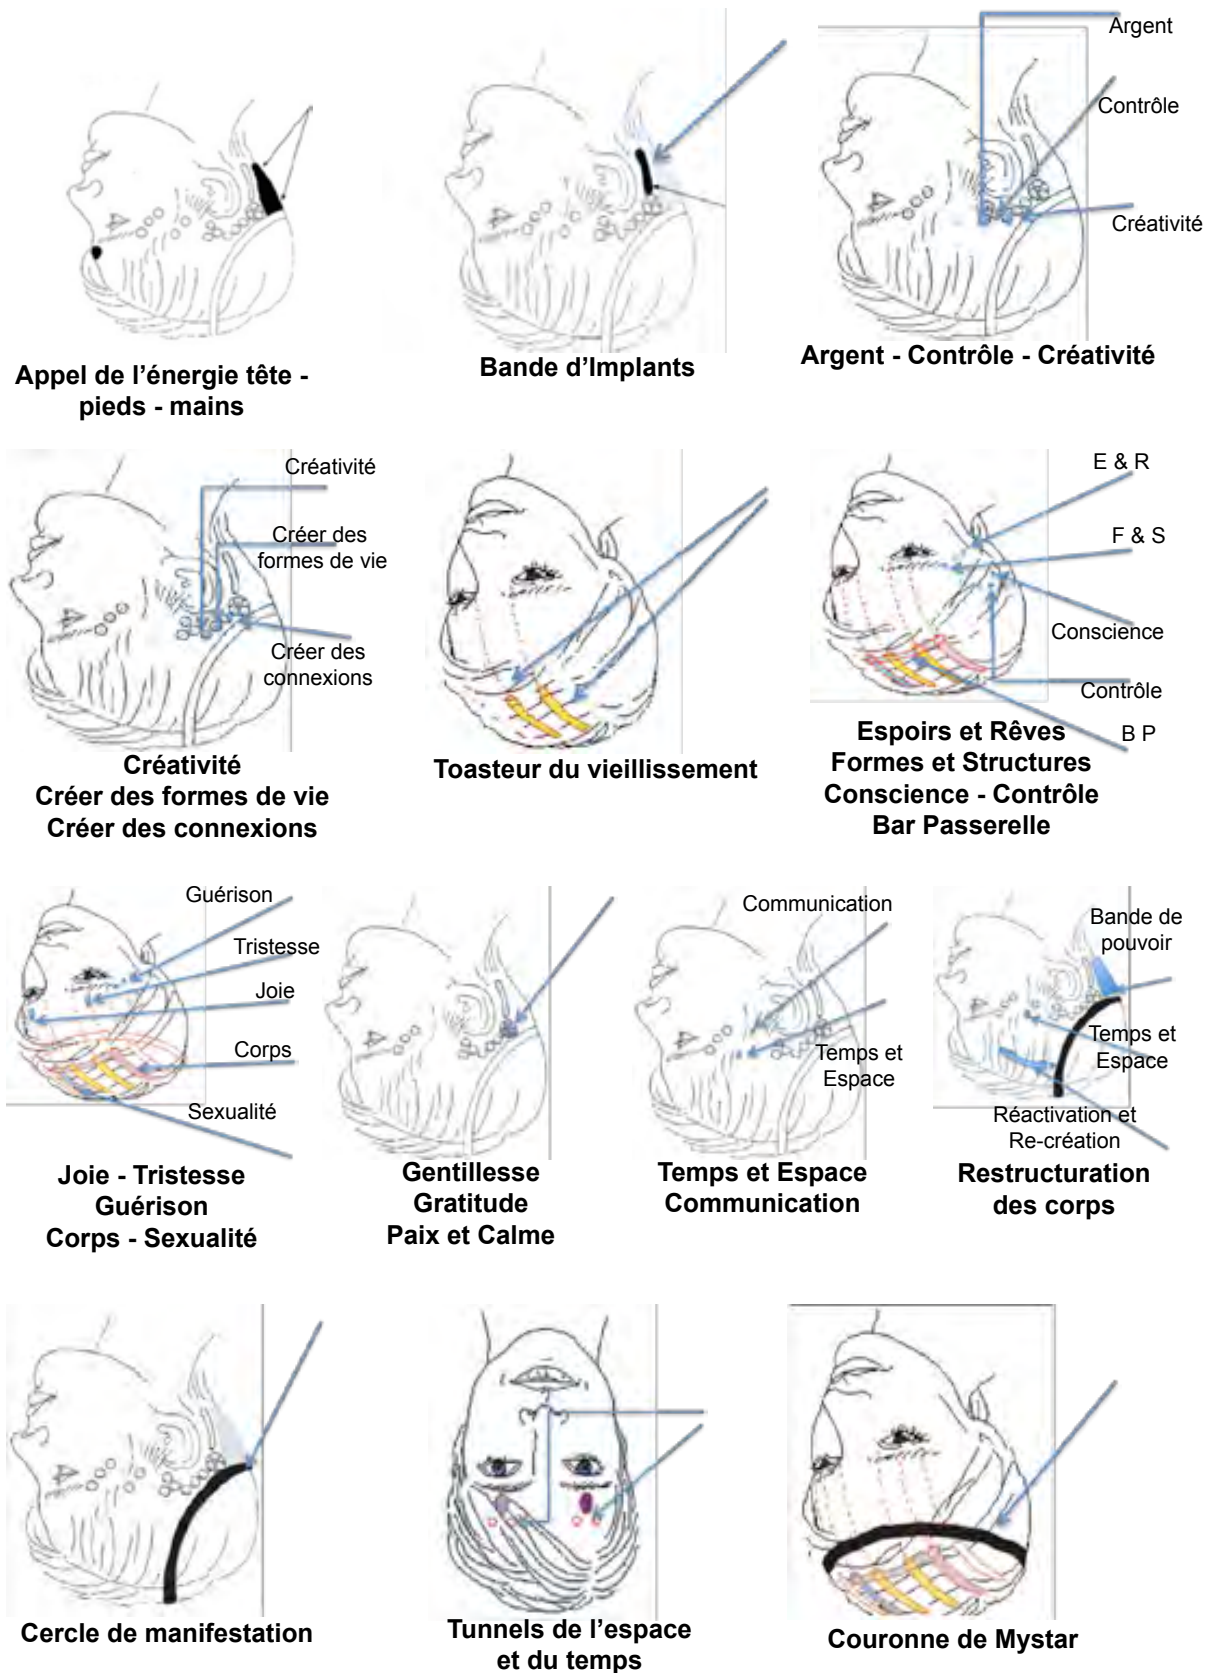 Argent
Contrôle
Créativité
Appel de l'énergie tête -
pieds - mains
Bande d'Implants
Argent - Contrôle - Créativité
Créativité
Créer des
formes de vie
Créer des
connexions
Créativité
Créer des formes de vie
Créer des connexions
Toasteur du vieillissement
E & R
F & S
Conscience
Contrôle
B P
Espoirs et Rêves
Formes et Structures
Conscience - Contrôle
Bar Passerelle
Guérison
Tristesse
Joie
Corps
Sexualité
Joie - Tristesse
Guérison
Corps - Sexualité
Gentillesse
Gratitude
Paix et Calme
Communication
Temps et
Espace
Temps et Espace
Communication
Bande de
pouvoir
Temps et
Espace
Réactivation et
Re-création
Restructuration
des corps
Cercle de manifestation
Tunnels de l'espace
et du temps
Couronne de Mystar